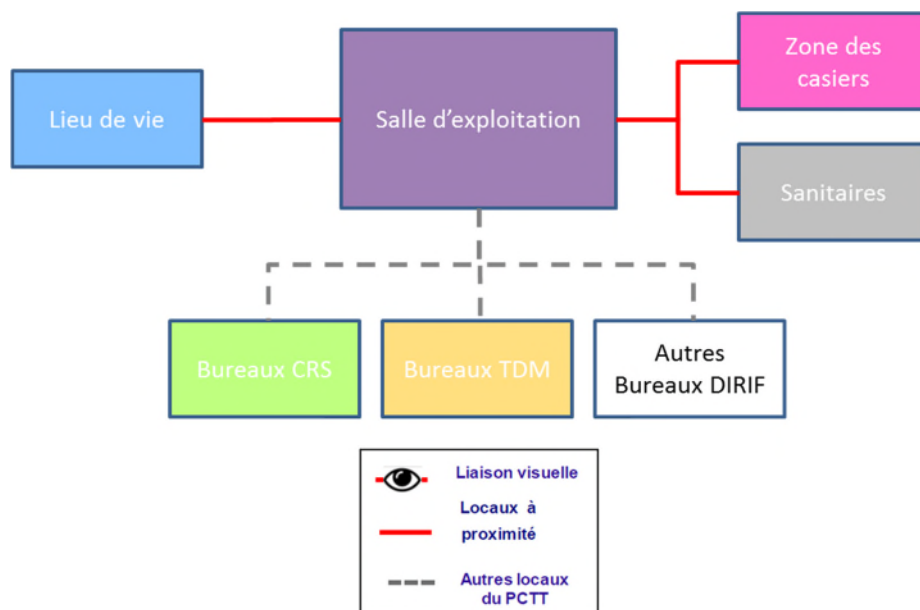 Lieu de vie
Salle d'exploitation
Zone des
casiers
Sanitaires
Bureaux CRS
Bureaux TDM
Autres
Bureaux DIRIF
Liaison visuelle
Locaux à
proximité
Autres locaux
du PCTT